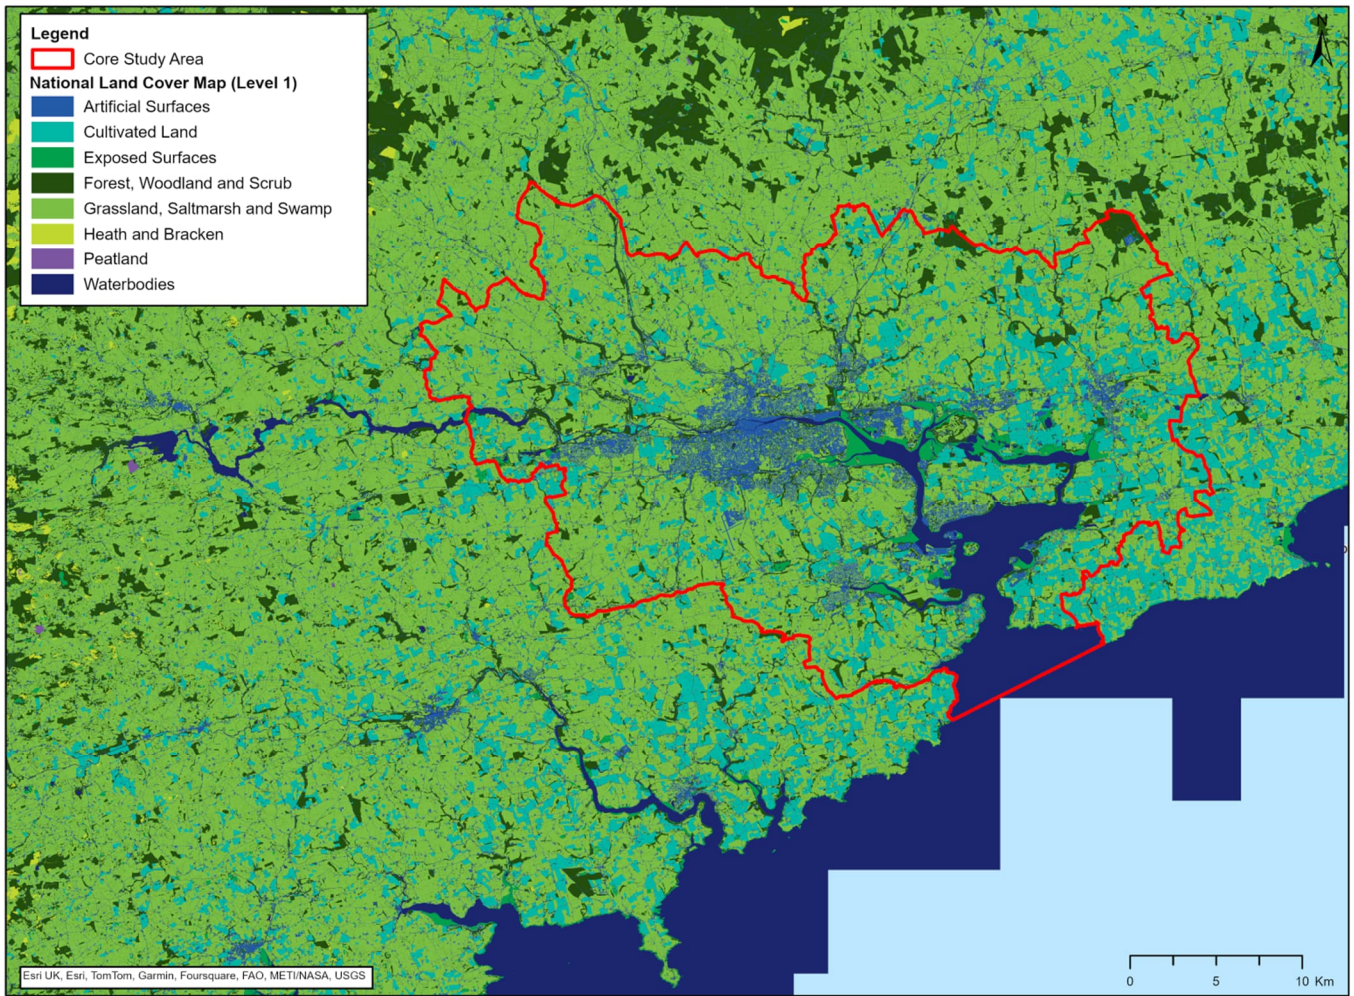 Legend
Core Study Area
National Land Cover Map (Level 1)
Artificial Surfaces
Cultivated Land
Exposed Surfaces
Forest, Woodland and Scrub
Grassland, Saltmarsh and Swamp
Heath and Bracken
Peatland
Waterbodies
N
Esri UK, Esri, TomTom, Garmin, Foursquare, FAO, METI/NASA, USGS
0 5 10 Km